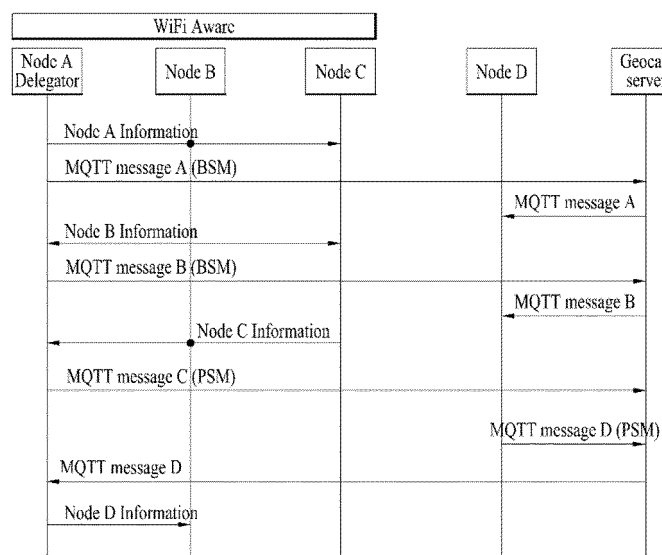 WiFi Aware
Node A
Delegator
Node B
Node C
Node D
server
Node A Information
MQTT message A (BSM)
MQTT message A
Node B Information
MQTT message B (BSM)
MQTT message B
Node C Information
MQTT message C (PSM)
MQTT message D (PSM)
MQTT message D
Node D Information